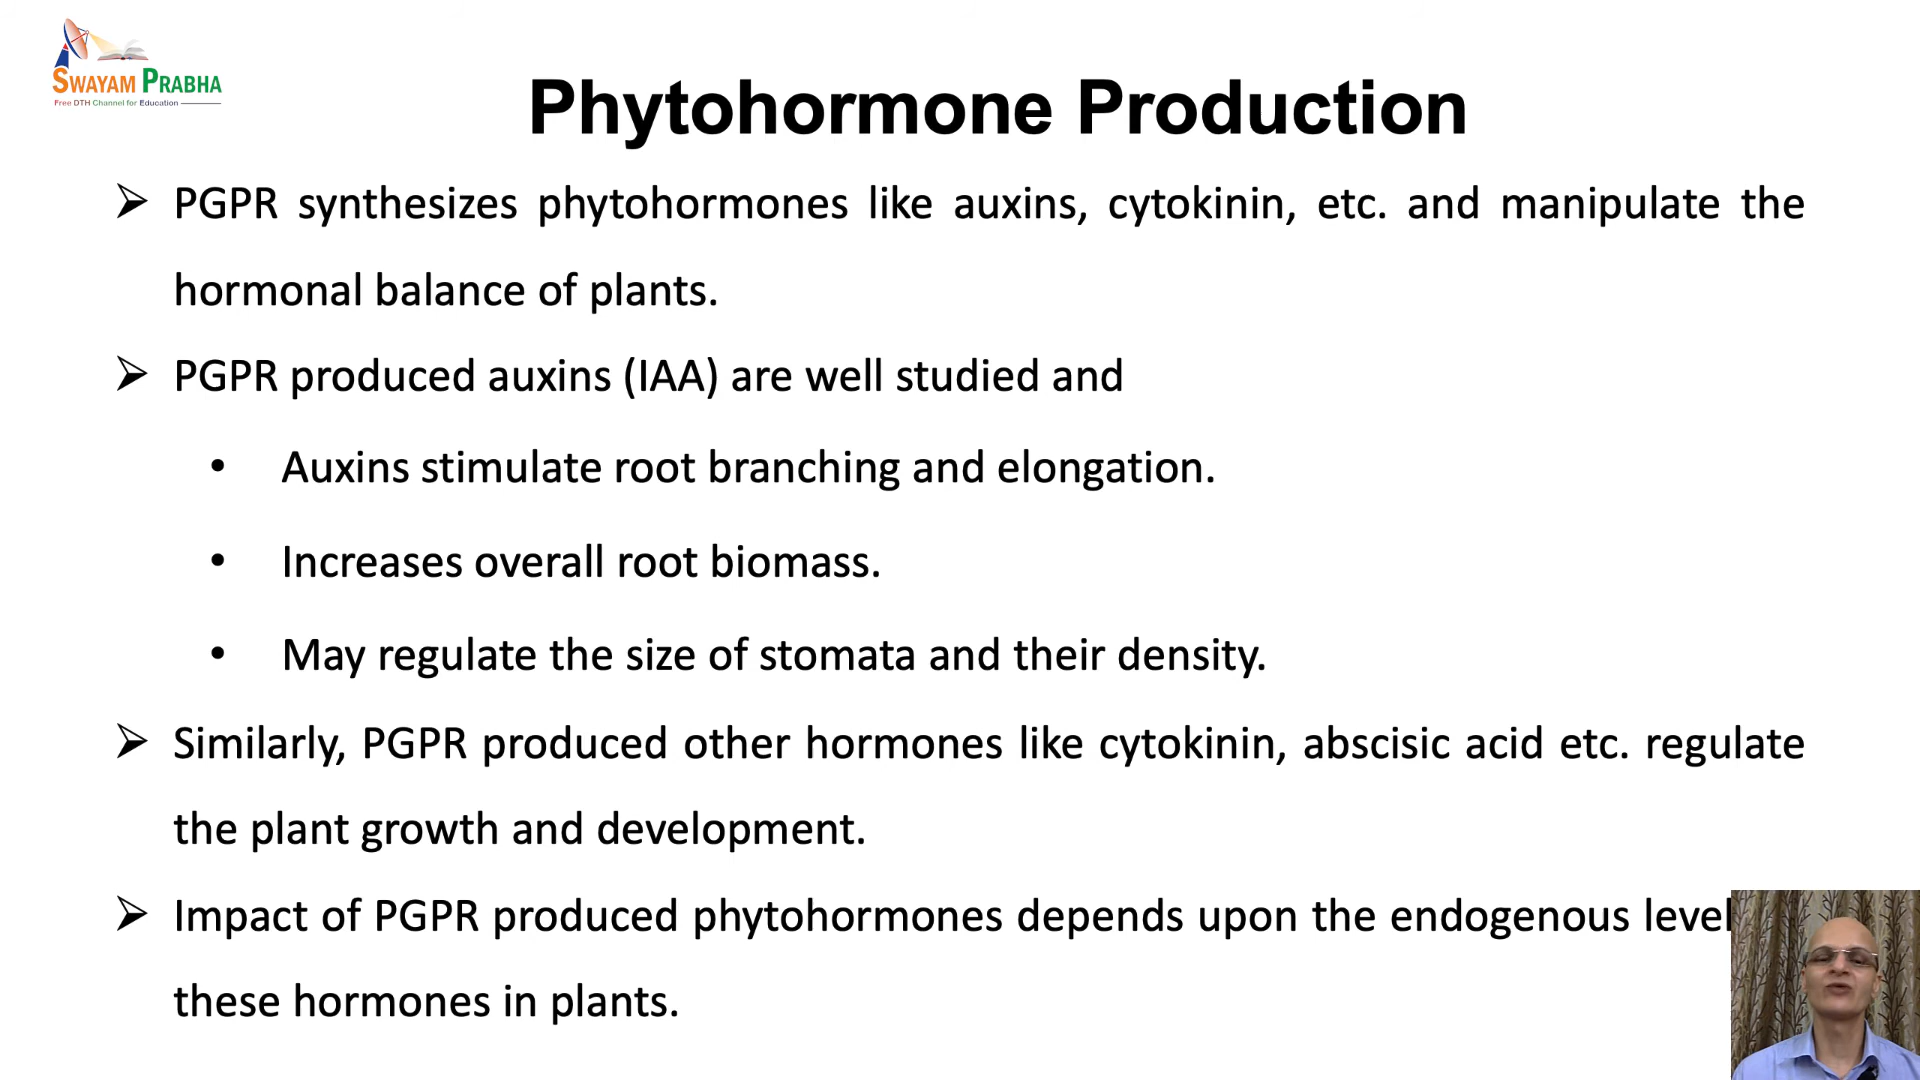 SWAYAM PRABHA
Free DTH Channel for Education
Phytohormone Production
➢ PGPR synthesizes phytohormones like auxins, cytokinin, etc. and manipulate the
hormonal balance of plants.
➢ PGPR produced auxins (IAA) are well studied and
• Auxins stimulate root branching and elongation.
• Increases overall root biomass.
• May regulate the size of stomata and their density.
➢ Similarly, PGPR produced other hormones like cytokinin, abscisic acid etc. regulate
the plant growth and development.
➢ Impact of PGPR produced phytohormones depends upon the endogenous level
these hormones in plants.